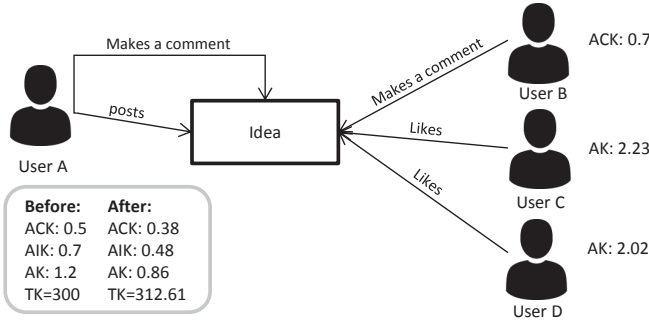 Makes a comment
posts
User A
Idea
Makes a comment
Likes
Likes
User B
ACK: 0.7
User C
AK: 2.23
User D
AK: 2.02
Before: After:
ACK: 0.5 ACK: 0.38
AIK: 0.7 AIK: 0.48
AK: 1.2 AK: 0.86
TK=300 TK=312.61